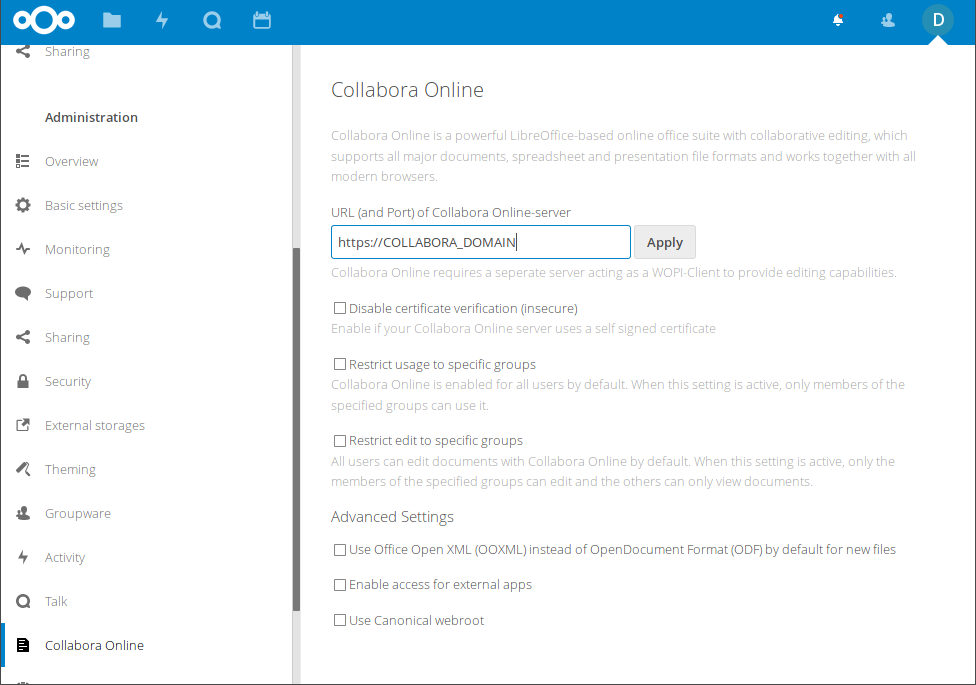 D
Sharing
Administration
Overview
Basic settings
Monitoring
Support
Sharing
Security
External storages
Theming
Groupware
Activity
Talk
Collabora Online
Collabora Online
Collabora Online is a powerful LibreOffice-based online office suite with collaborative editing, which
supports all major documents, spreadsheet and presentation file formats and works together with all
modern browsers.
URL (and Port) of Collabora Online-server
https://COLLABORA_DOMAIN
Apply
Collabora Online requires a seperate server acting as a WOPI-Client to provide editing capabilities.
Disable certificate verification (insecure)
Enable if your Collabora Online server uses a self signed certificate
Restrict usage to specific groups
Collabora Online is enabled for all users by default. When this setting is active, only members of the
specified groups can use it.
Restrict edit to specific groups
All users can edit documents with Collabora Online by default. When this setting is active, only the
members of the specified groups can edit and the others can only view documents.
Advanced Settings
Use Office Open XML (OOXML) instead of OpenDocument Format (ODF) by default for new files
Enable access for external apps
Use Canonical webroot